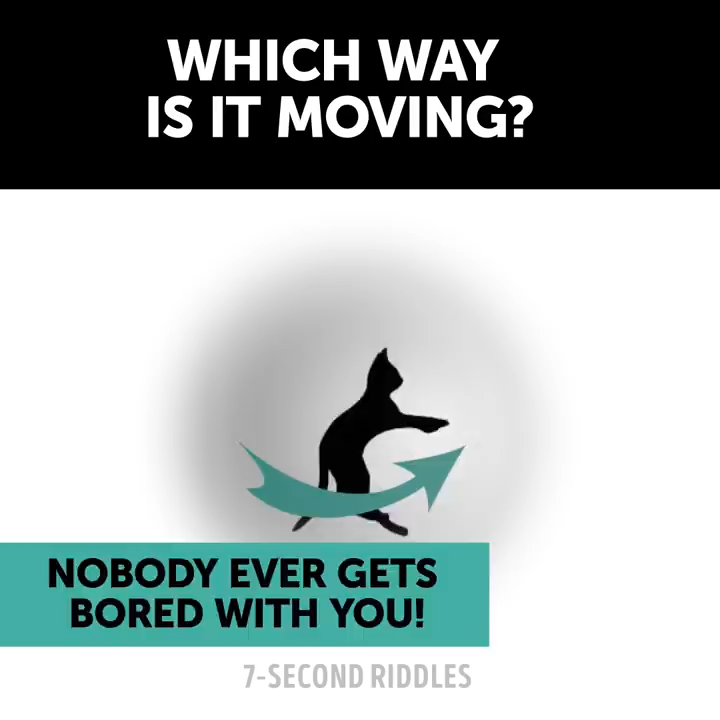 WHICH WAY
IS IT MOVING?
NOBODY EVER GETS
BORED WITH YOU!
7-SECOND RIDDLES